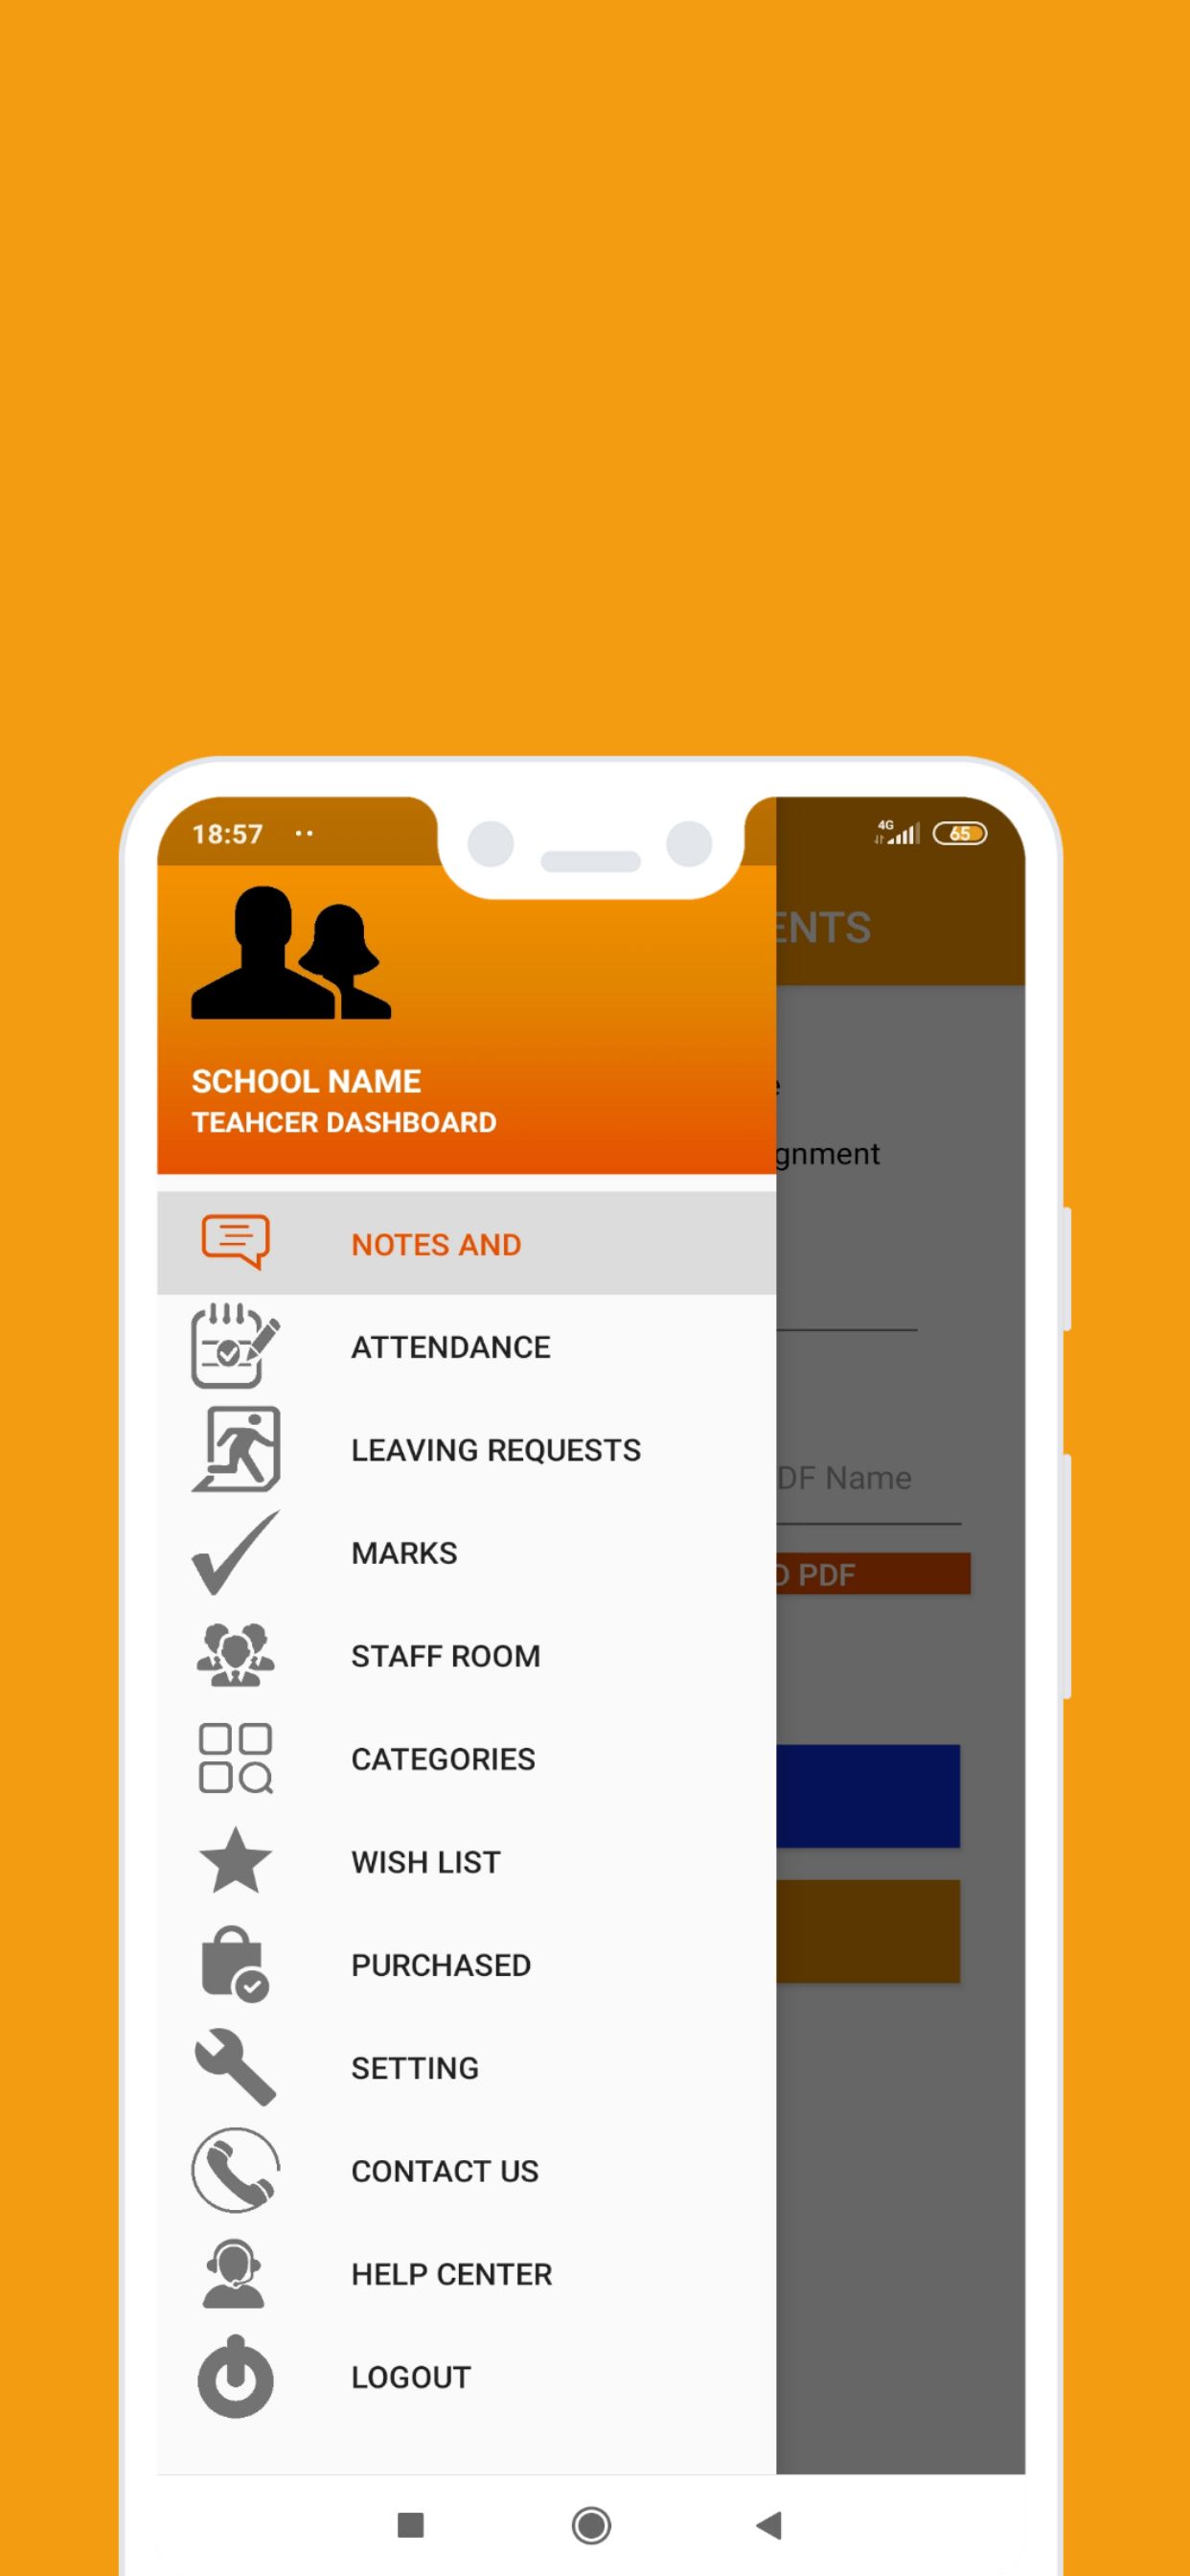 18:57
4G
65
ENTS
SCHOOL NAME
TEAHCER DASHBOARD
gnment
NOTES AND
ATTENDANCE
LEAVING REQUESTS
DF Name
MARKS
PDF
STAFF ROOM
CATEGORIES
WISH LIST
PURCHASED
SETTING
CONTACT US
HELP CENTER
LOGOUT